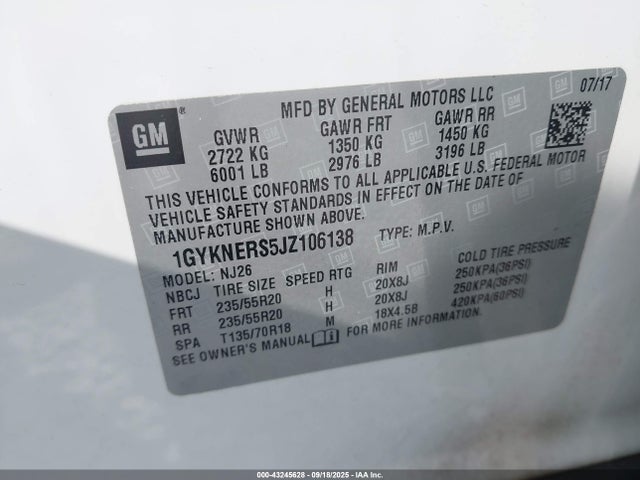 MFD BY GENERAL MOTORS LLC
07/17
GM ®
GVWR GAWR FRT GAWR RR
2722 KG 1350 KG 1450 KG
6001 LB 2976 LB 3196 LB
THIS VEHICLE CONFORMS TO ALL APPLICABLE U.S. FEDERAL MOTOR
VEHICLE SAFETY STANDARDS IN EFFECT ON THE DATE OF
MANUFACTURE SHOWN ABOVE.
1GYKNERS5JZ106138 TYPE: M.P.V.
MODEL: NJ26
NBCJ TIRE SIZE SPEED RTG RIM COLD TIRE PRESSURE
FRT 235/55R20 H 20X8J 250KPA(36PSI)
RR 235/55R20 H 20X8J 250KPA(36PSI)
SPA T135/70R18 M 18X4.5B 420KPA(60PSI)
SEE OWNER'S MANUAL FOR MORE INFORMATION.
000-43245628 - 09/18/2025 - IAA Inc.